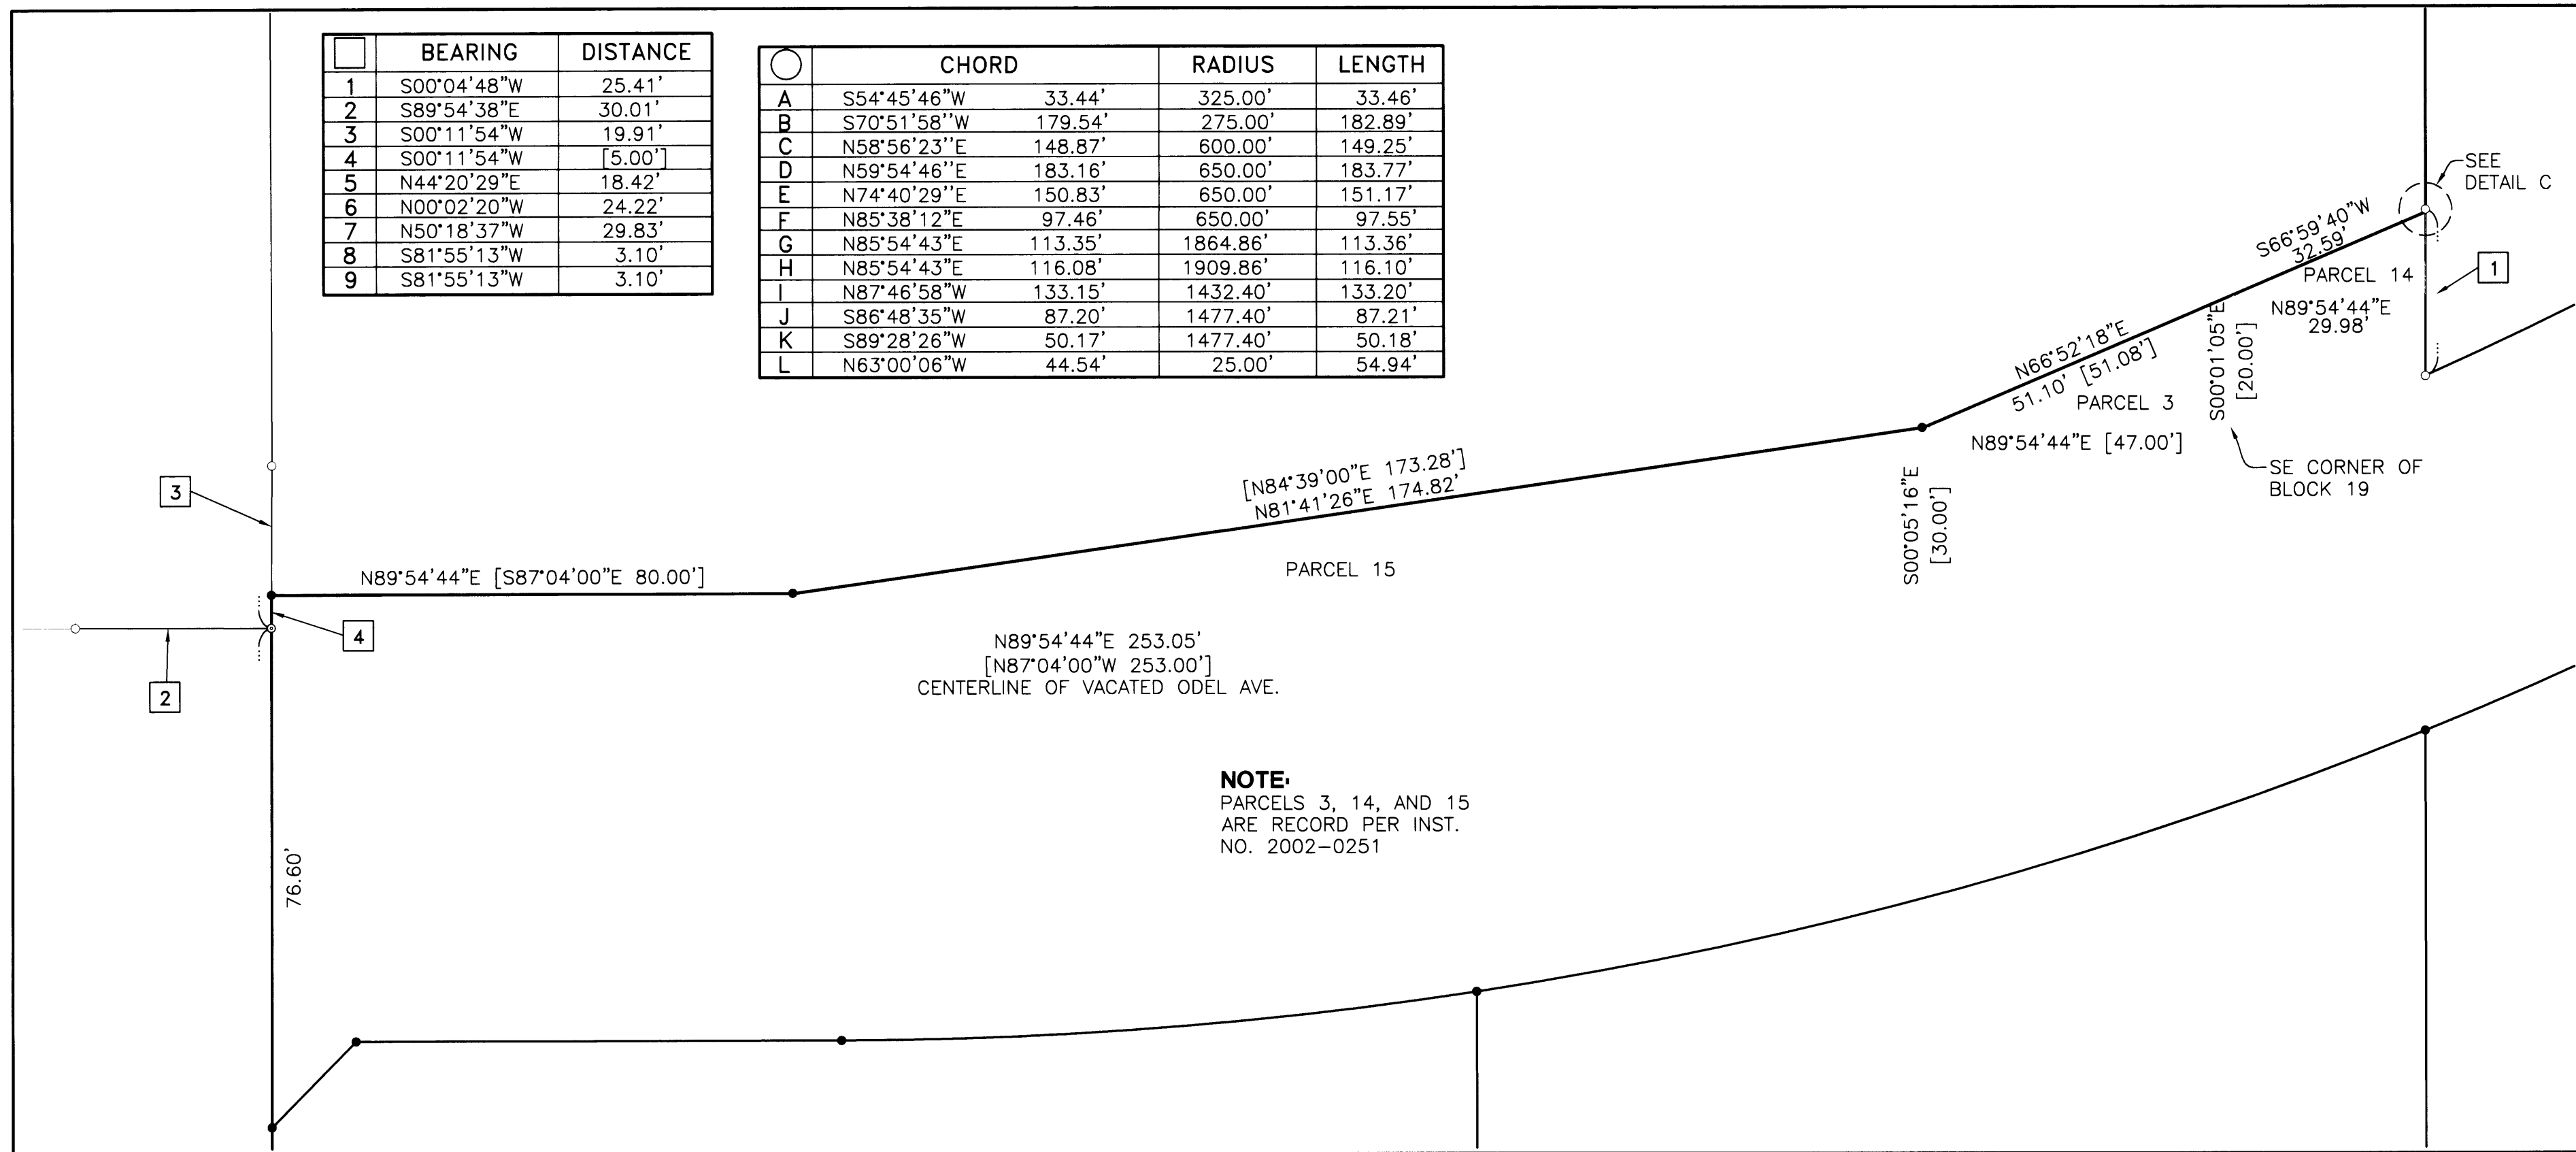 BEARING DISTANCE
1 S00°04'48"W 25.41'
2 S89°54'38"E 30.01'
3 S00°11'54"W 19.91'
4 S00°11'54"W [5.00']
5 N44°20'29"E 18.42'
6 N00°02'20"W 24.22'
7 N50°18'37"W 29.83'
8 S81°55'13"W 3.10'
9 S81°55'13"W 3.10'
CHORD RADIUS LENGTH
A S54°45'46"W 33.44' 325.00' 33.46'
B S70°51'58''W 179.54' 275.00' 182.89'
C N58°56'23''E 148.87' 600.00' 149.25'
D N59°54'46"E 183.16' 650.00' 183.77'
E N74°40'29''E 150.83' 650.00' 151.17'
F N85°38'12"E 97.46' 650.00' 97.55'
G N85°54'43"E 113.35' 1864.86' 113.36'
H N85°54'43"E 116.08' 1909.86' 116.10'
I N87°46'58"W 133.15' 1432.40' 133.20'
J S86°48'35"W 87.20' 1477.40' 87.21'
K S89°28'26"W 50.17' 1477.40' 50.18'
L N63°00'06"W 44.54' 25.00' 54.94'
SEE
DETAIL C
S66°59'40"W
32.59'
PARCEL 14
1
N89°54'44"E
29.98'
S00°01'05"E
[20.00']
N66°52'18"E
51.10' [51.08']
PARCEL 3
N89°54'44"E [47.00']
SE CORNER OF
BLOCK 19
S00°05'16"E
[30.00']
[N84°39'00"E 173.28']
N81°41'26"E 174.82'
PARCEL 15
3
N89°54'44"E [S87°04'00"E 80.00']
4
2
N89°54'44"E 253.05'
[N87°04'00"W 253.00']
CENTERLINE OF VACATED ODEL AVE.
NOTE:
PARCELS 3, 14, AND 15
ARE RECORD PER INST.
NO. 2002-0251
76.60'